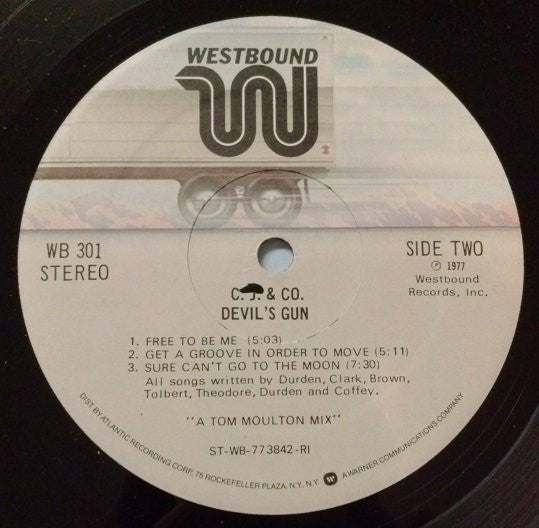 WESTBOUND
W
WB 301
STEREO
SIDE TWO
℗ 1977
Westbound
Records, Inc.
C. J. & CO.
DEVIL'S GUN
1. FREE TO BE ME (5:03)
2. GET A GROOVE IN ORDER TO MOVE (5:11)
3. SURE CAN'T GO TO THE MOON (7:30)
All songs written by Durden, Clark, Brown,
Tolbert, Theodore, Durden and Coffey.
"A TOM MOULTON MIX"
ST-WB-773842-RI
DIST BY ATLANTIC RECORDING CORP. 75 ROCKEFELLER PLAZA, N.Y. N.Y. W A WARNER COMMUNICATIONS COMPANY